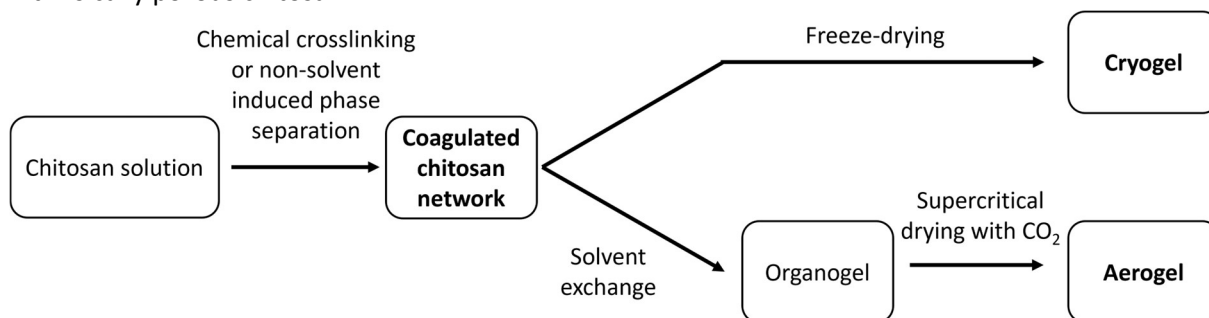 Chemical crosslinking
or non-solvent
induced phase
separation
Freeze-drying
Cryogel
Chitosan solution
Coagulated
chitosan
network
Solvent
exchange
Organogel
Supercritical
drying with CO₂
Aerogel